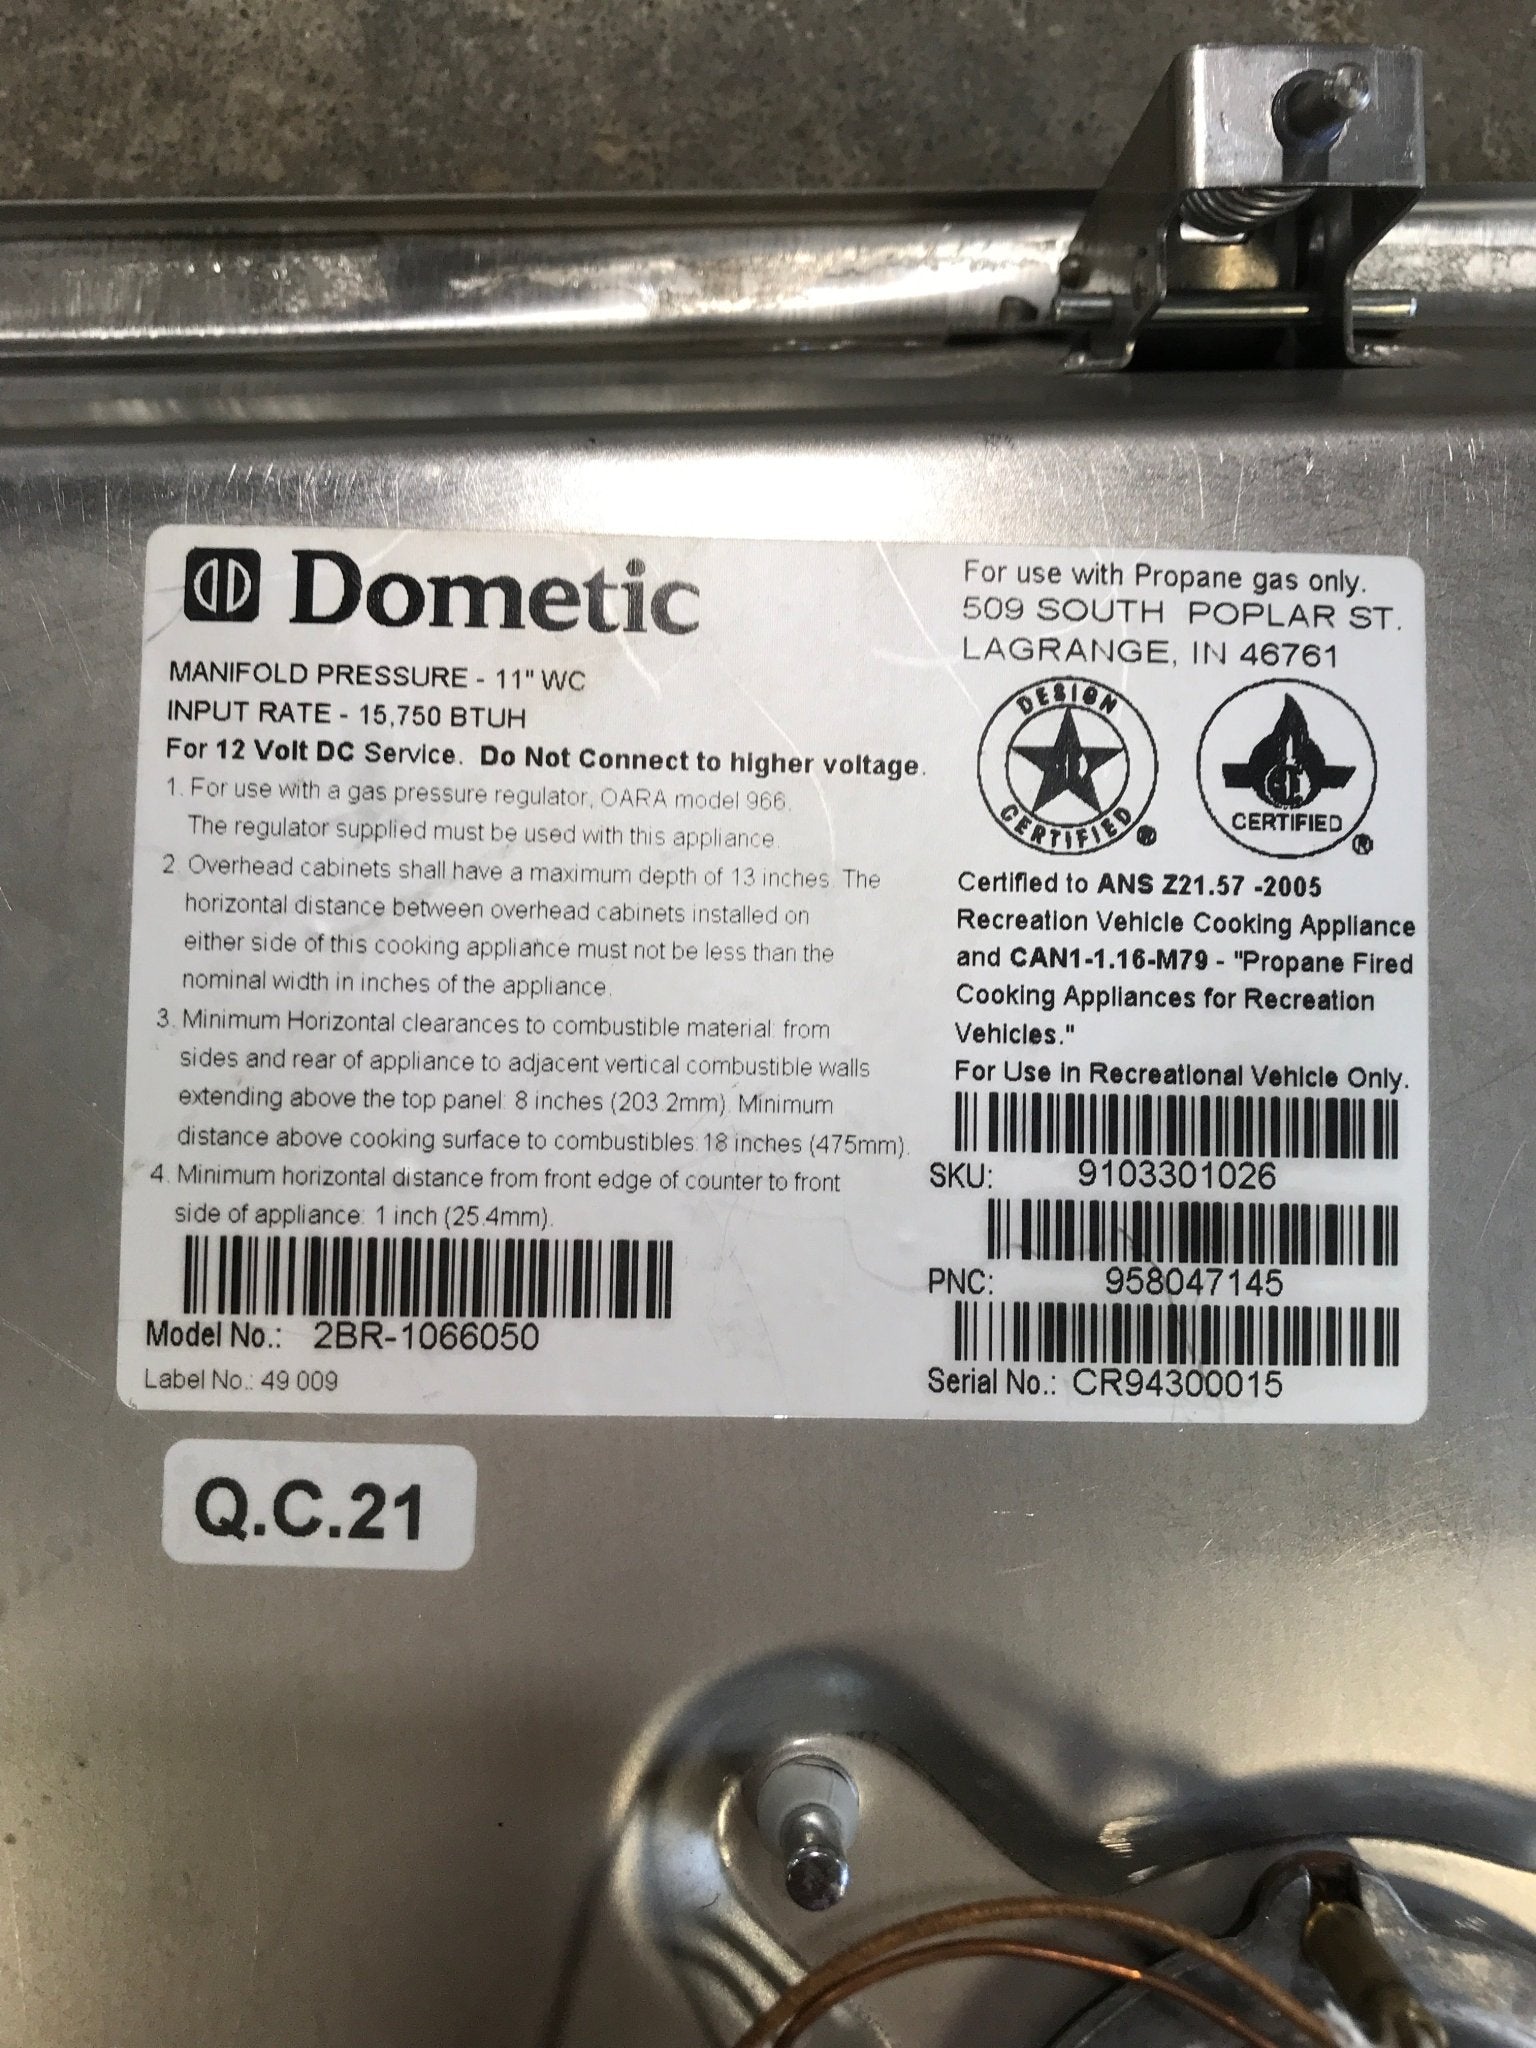 Dometic
MANIFOLD PRESSURE - 11" WC
INPUT RATE - 15,750 BTUH
For 12 Volt DC Service. Do Not Connect to higher voltage.
1. For use with a gas pressure regulator, OARA model 966.
The regulator supplied must be used with this appliance.
2. Overhead cabinets shall have a maximum depth of 13 inches. The
horizontal distance between overhead cabinets installed on
either side of this cooking appliance must not be less than the
nominal width in inches of the appliance.
3. Minimum Horizontal clearances to combustible material: from
sides and rear of appliance to adjacent vertical combustible walls
extending above the top panel: 8 inches (203.2mm). Minimum
distance above cooking surface to combustibles: 18 inches (475mm).
4. Minimum horizontal distance from front edge of counter to front
side of appliance: 1 inch (25.4mm).
Model No.: 2BR-1066050
Label No.: 49 009
For use with Propane gas only.
509 SOUTH POPLAR ST.
LAGRANGE, IN 46761
DESIGN
CERTIFIED ®
CERTIFIED ®
Certified to ANS Z21.57 -2005
Recreation Vehicle Cooking Appliance
and CAN1-1.16-M79 - "Propane Fired
Cooking Appliances for Recreation
Vehicles."
For Use in Recreational Vehicle Only.
SKU: 9103301026
PNC: 958047145
Serial No.: CR94300015
Q.C.21